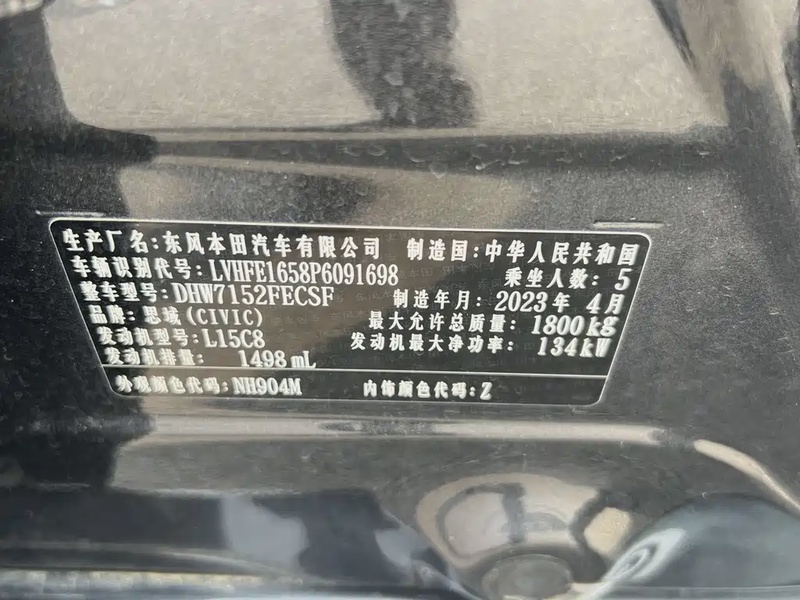 生产厂名:东风本田汽车有限公司 制造国:中华人民共和国
车辆识别代号:LVHFE1658P6091698 乘坐人数:5
整车型号:DHW7152FECSF 制造年月:2023年 4月
品牌:思域(CIVIC) 最大允许总质量:1800kg
发动机型号:L15C8 发动机最大净功率:134kW
发动机排量: 1498 mL
外观颜色代码:NH904M 内饰颜色代码:Z